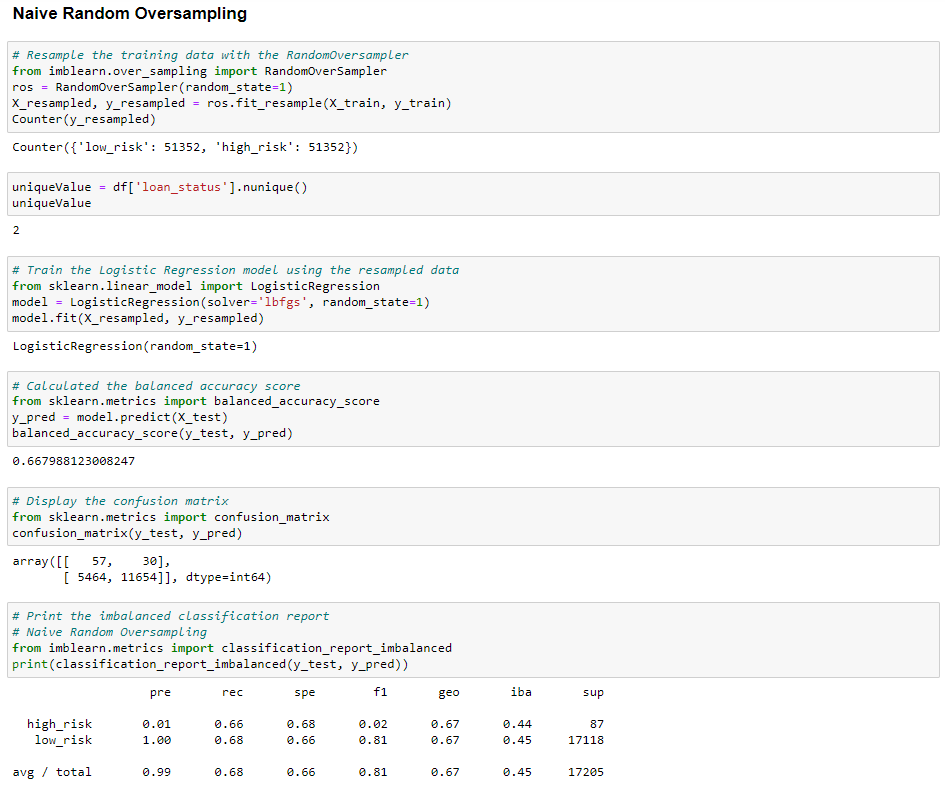 Naive Random Oversampling
# Resample the training data with the RandomOversampler
from imblearn.over_sampling import RandomOverSampler
ros = RandomOverSampler(random_state=1)
X_resampled, y_resampled = ros.fit_resample(X_train, y_train)
Counter(y_resampled)
Counter({'low_risk': 51352, 'high_risk': 51352})
uniqueValue = df['loan_status'].nunique()
uniqueValue
2
# Train the Logistic Regression model using the resampled data
from sklearn.linear_model import LogisticRegression
model = LogisticRegression(solver='lbfgs', random_state=1)
model.fit(X_resampled, y_resampled)
LogisticRegression(random_state=1)
# Calculated the balanced accuracy score
from sklearn.metrics import balanced_accuracy_score
y_pred = model.predict(X_test)
balanced_accuracy_score(y_test, y_pred)
0.667988123008247
# Display the confusion matrix
from sklearn.metrics import confusion_matrix
confusion_matrix(y_test, y_pred)
array([[   57,    30],
       [ 5464, 11654]], dtype=int64)
# Print the imbalanced classification report
# Naive Random Oversampling
from imblearn.metrics import classification_report_imbalanced
print(classification_report_imbalanced(y_test, y_pred))
pre rec spe f1 geo iba sup
high_risk 0.01 0.66 0.68 0.02 0.67 0.44 87
low_risk 1.00 0.68 0.66 0.81 0.67 0.45 17118
avg / total 0.99 0.68 0.66 0.81 0.67 0.45 17205